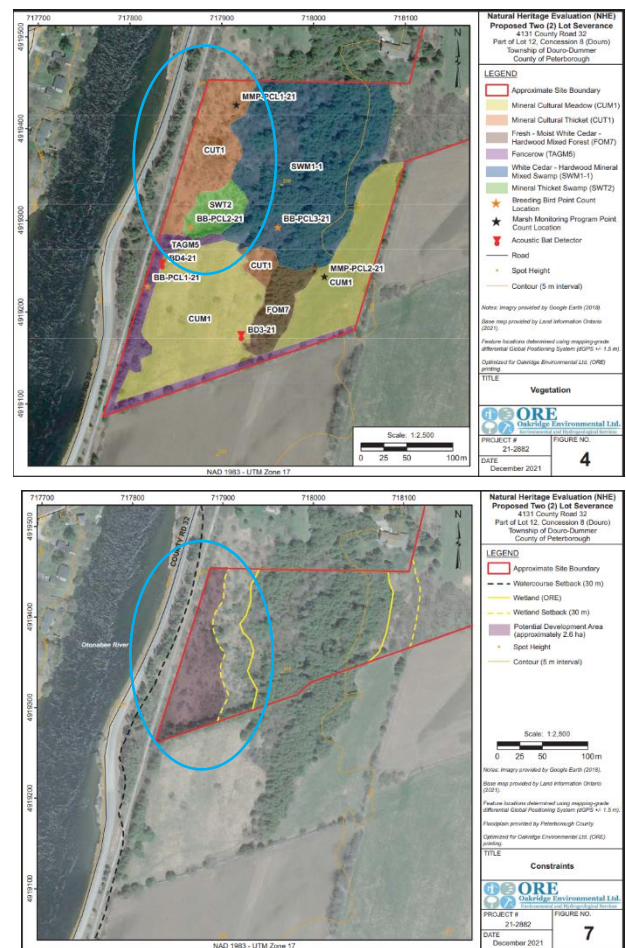 717700
717800
717900
718000
718100
4919500
4919400
4919300
4919200
4919100
N
MMP-PCL1-21
CUT1
SWM1-1
SWT2
BB-PCL2-21
BB-PCL3-21
TAGM5
BD4-21
CUT1
MMP-PCL2-21
BB-PCL1-21
CUM1
FOM7
CUM1
BD3-21
RD 32
Scale: 1:2,500
0 25 50 100m
NAD 1983 - UTM Zone 17
Natural Heritage Evaluation (NHE)
Proposed Two (2) Lot Severance
4131 County Road 32
Part of Lot 12, Concession 8 (Douro)
Township of Douro-Dummer
County of Peterborough
LEGEND
Approximate Site Boundary
Mineral Cultural Meadow (CUM1)
Mineral Cultural Thicket (CUT1)
Fresh - Moist White Cedar -
Hardwood Mixed Forest (FOM7)
Fencerow (TAGM5)
White Cedar - Hardwood Mineral
Mixed Swamp (SWM1-1)
Mineral Thicket Swamp (SWT2)
Breeding Bird Point Count
Location
Marsh Monitoring Program Point
Count Location
Acoustic Bat Detector
Road
Spot Height
Contour (5 m interval)
Notes: Imagry provided by Google Earth (2018).
Base map provided by Land Information Ontario
(2021).
Feature locations determined using mapping-grade
differential Global Positioning System (dGPS +/- 1.5 m).
Optimized for Oakridge Environmental Ltd. (ORE)
printing.
TITLE
Vegetation
ORE
Oakridge Environmental Ltd.
Environmental and Hydrogeological Services
PROJECT #
21-2882
FIGURE NO.
4
DATE
December 2021
717700
717800
717900
718000
718100
4919500
4919400
4919300
4919200
4919100
COUNTY RD 32
N
Otonabee River
NAD 1983 - UTM Zone 17
Natural Heritage Evaluation (NHE)
Proposed Two (2) Lot Severance
4131 County Road 32
Part of Lot 12, Concession 8 (Douro)
Township of Douro-Dummer
County of Peterborough
LEGEND
Approximate Site Boundary
Watercourse Setback (30 m)
Wetland (ORE)
Wetland Setback (30 m)
Potential Development Area
(approximately 2.6 ha)
Spot Height
Contour (5 m interval)
Scale: 1:2,500
0 25 50 100m
Notes: Imagry provided by Google Earth (2018).
Base map provided by Land Information Ontario
(2021).
Feature locations determined using mapping-grade
differential Global Positioning System (dGPS +/- 1.5 m).
Floodplain provided by Peterborough County.
Optimized for Oakridge Environmental Ltd. (ORE)
printing.
TITLE
Constraints
ORE
Oakridge Environmental Ltd.
Environmental and Hydrogeological Services
PROJECT #
21-2882
FIGURE NO.
7
DATE
December 2021